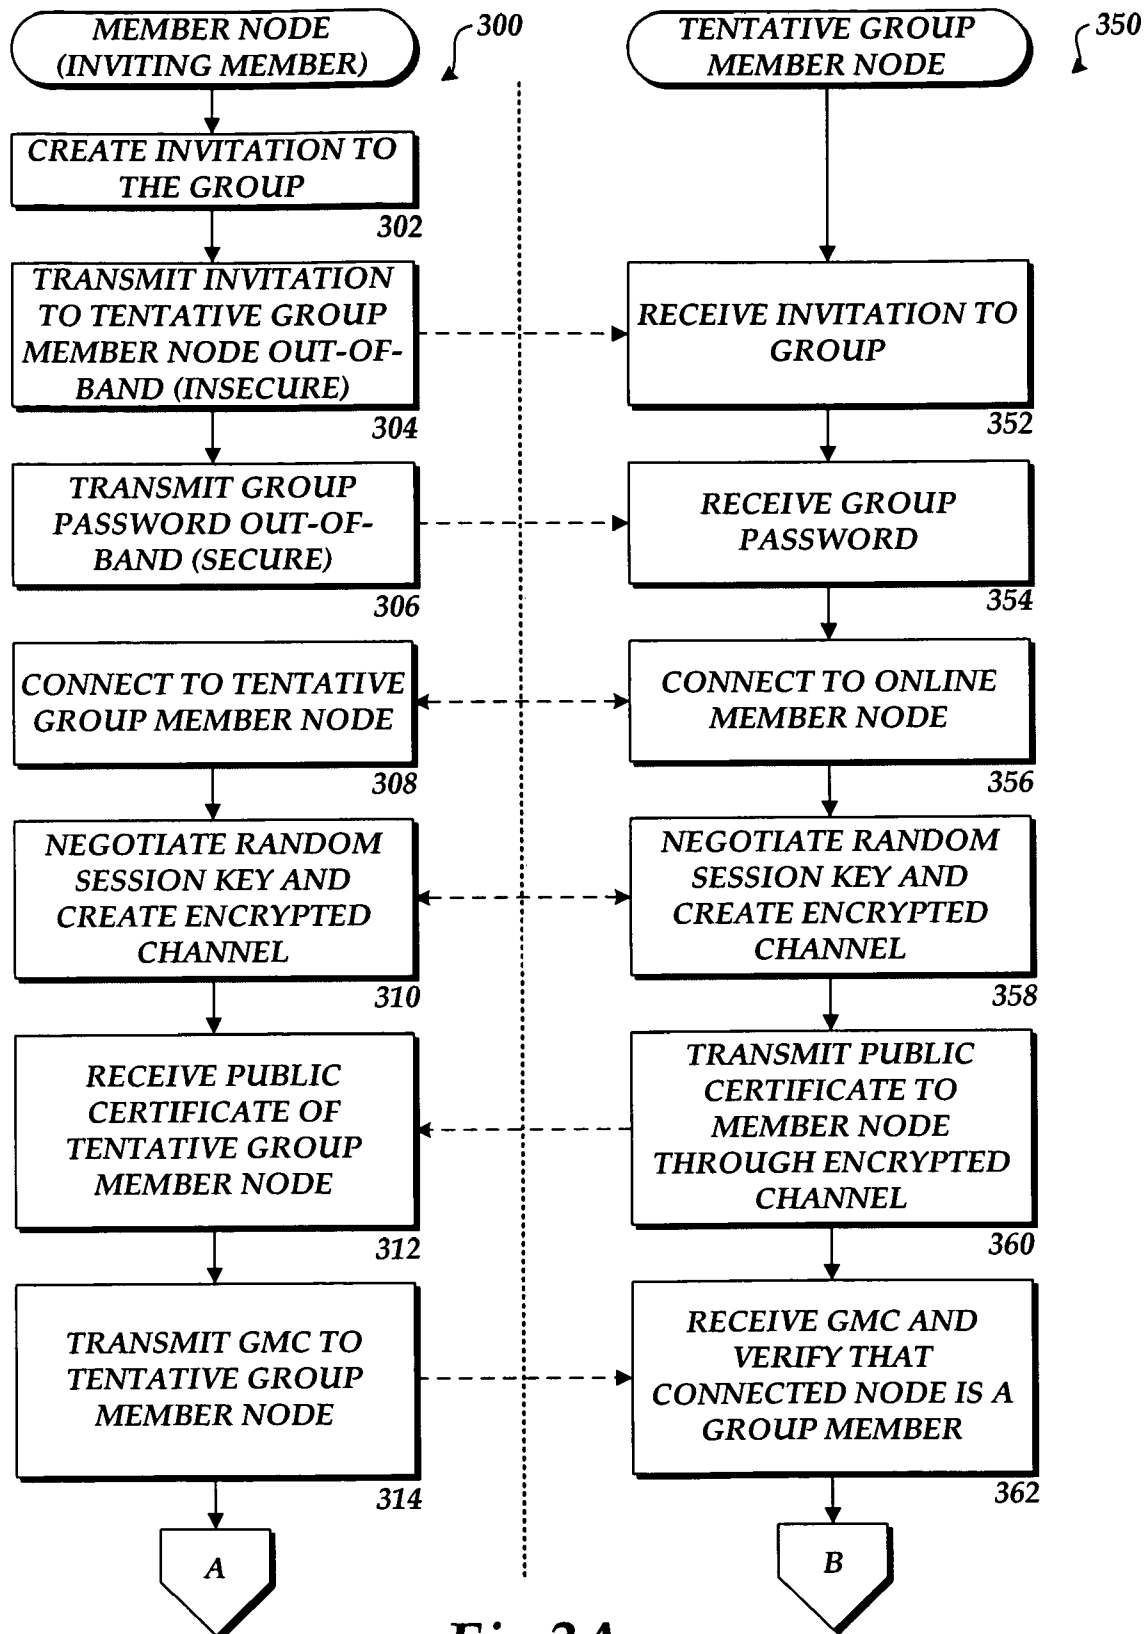 MEMBER NODE
(INVITING MEMBER)
300
TENTATIVE GROUP
MEMBER NODE
350
CREATE INVITATION TO
THE GROUP
302
TRANSMIT INVITATION
TO TENTATIVE GROUP
MEMBER NODE OUT-OF-
BAND (INSECURE)
304
RECEIVE INVITATION TO
GROUP
352
TRANSMIT GROUP
PASSWORD OUT-OF-
BAND (SECURE)
306
RECEIVE GROUP
PASSWORD
354
CONNECT TO TENTATIVE
GROUP MEMBER NODE
308
CONNECT TO ONLINE
MEMBER NODE
356
NEGOTIATE RANDOM
SESSION KEY AND
CREATE ENCRYPTED
CHANNEL
310
NEGOTIATE RANDOM
SESSION KEY AND
CREATE ENCRYPTED
CHANNEL
358
RECEIVE PUBLIC
CERTIFICATE OF
TENTATIVE GROUP
MEMBER NODE
312
TRANSMIT PUBLIC
CERTIFICATE TO
MEMBER NODE
THROUGH ENCRYPTED
CHANNEL
360
TRANSMIT GMC TO
TENTATIVE GROUP
MEMBER NODE
314
RECEIVE GMC AND
VERIFY THAT
CONNECTED NODE IS A
GROUP MEMBER
362
A
B